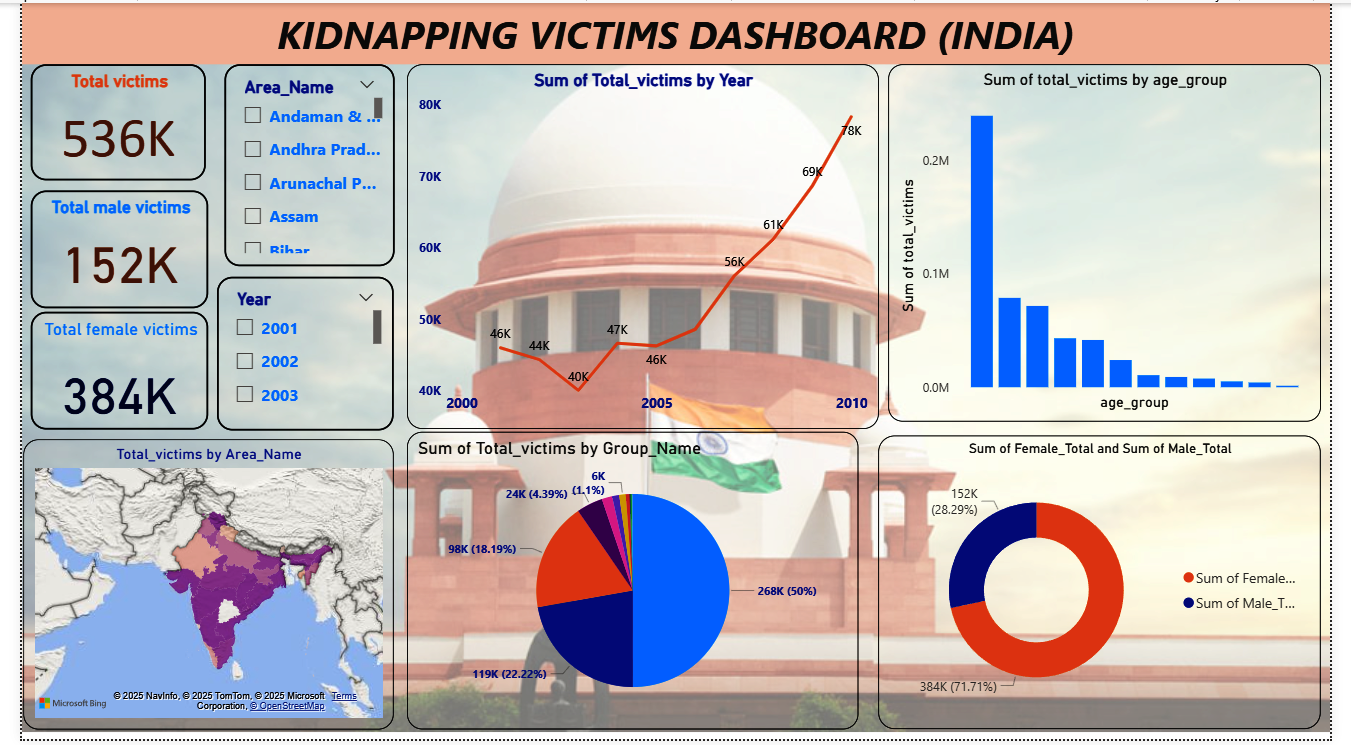 KIDNAPPING VICTIMS DASHBOARD (INDIA)
Total victims
536K
Total male victims
152K
Total female victims
384K
Area_Name
Andaman & ...
Andhra Prad...
Arunachal P...
Assam
Bihar
Year
2001
2002
2003
Sum of Total_victims by Year
80K
70K
60K
50K
40K
46K
44K
40K
47K
46K
56K
61K
69K
78K
2000
2005
2010
Sum of total_victims by age_group
Sum of total_victims
0.2M
0.1M
0.0M
age_group
Total_victims by Area_Name
Microsoft Bing
© 2025 NavInfo, © 2025 TomTom, © 2025 Microsoft Terms
Corporation, © OpenStreetMap
Sum of Total_victims by Group_Name
6K
(1.1%)
24K (4.39%)
98K (18.19%)
119K (22.22%)
268K (50%)
Sum of Female_Total and Sum of Male_Total
152K
(28.29%)
384K (71.71%)
Sum of Female...
Sum of Male_T...